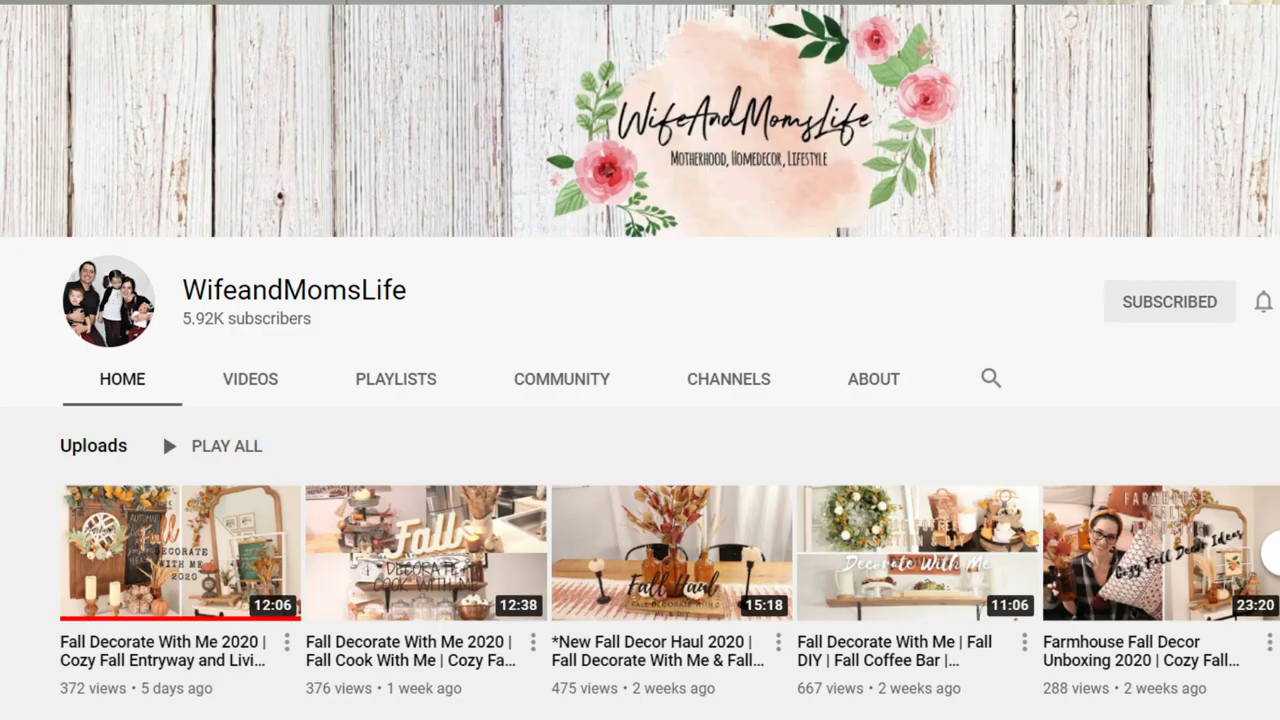 WifeAndMomsLife
Motherhood, Homedecor, Lifestyle
WifeandMomsLife
5.92K subscribers
SUBSCRIBED
HOME VIDEOS PLAYLISTS COMMUNITY CHANNELS ABOUT
Uploads PLAY ALL
Fall
DECORATE
WITH ME
2020
12:06
Fall
DECORATE
COOK WITH ME
12:38
Fall Haul
15:18
Decorate With Me
11:06
FARMHOUSE
FALL
Cozy Fall Decor Ideas
23:20
Fall Decorate With Me 2020 |
Cozy Fall Entryway and Livi...
372 views • 5 days ago
Fall Decorate With Me 2020 |
Fall Cook With Me | Cozy Fa...
376 views • 1 week ago
*New Fall Decor Haul 2020 |
Fall Decorate With Me & Fall...
475 views • 2 weeks ago
Fall Decorate With Me | Fall
DIY | Fall Coffee Bar |...
667 views • 2 weeks ago
Farmhouse Fall Decor
Unboxing 2020 | Cozy Fall...
288 views • 2 weeks ago